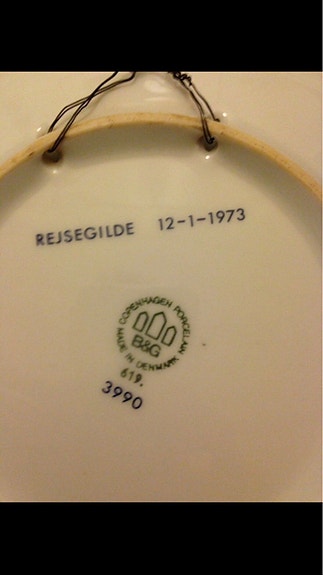 REJSEGILDE 12-1-1973
COPENHAGEN PORCELAIN
B&G
MADE IN DENMARK
619.
3990